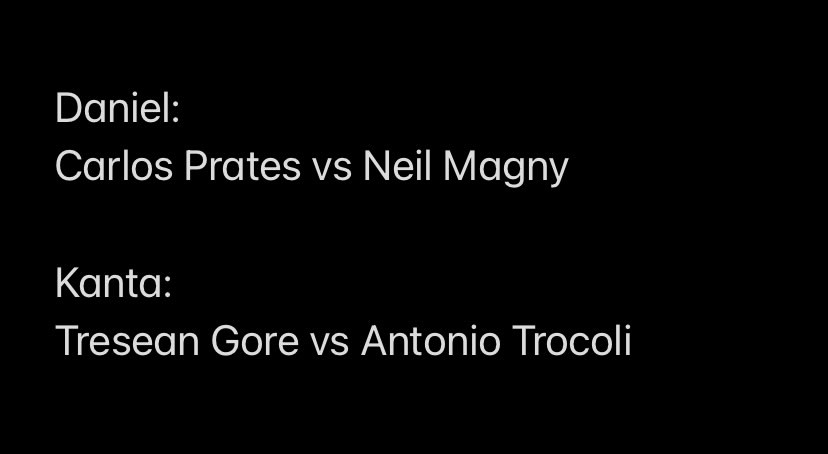 Daniel:
Carlos Prates vs Neil Magny
Kanta:
Tresean Gore vs Antonio Trocoli